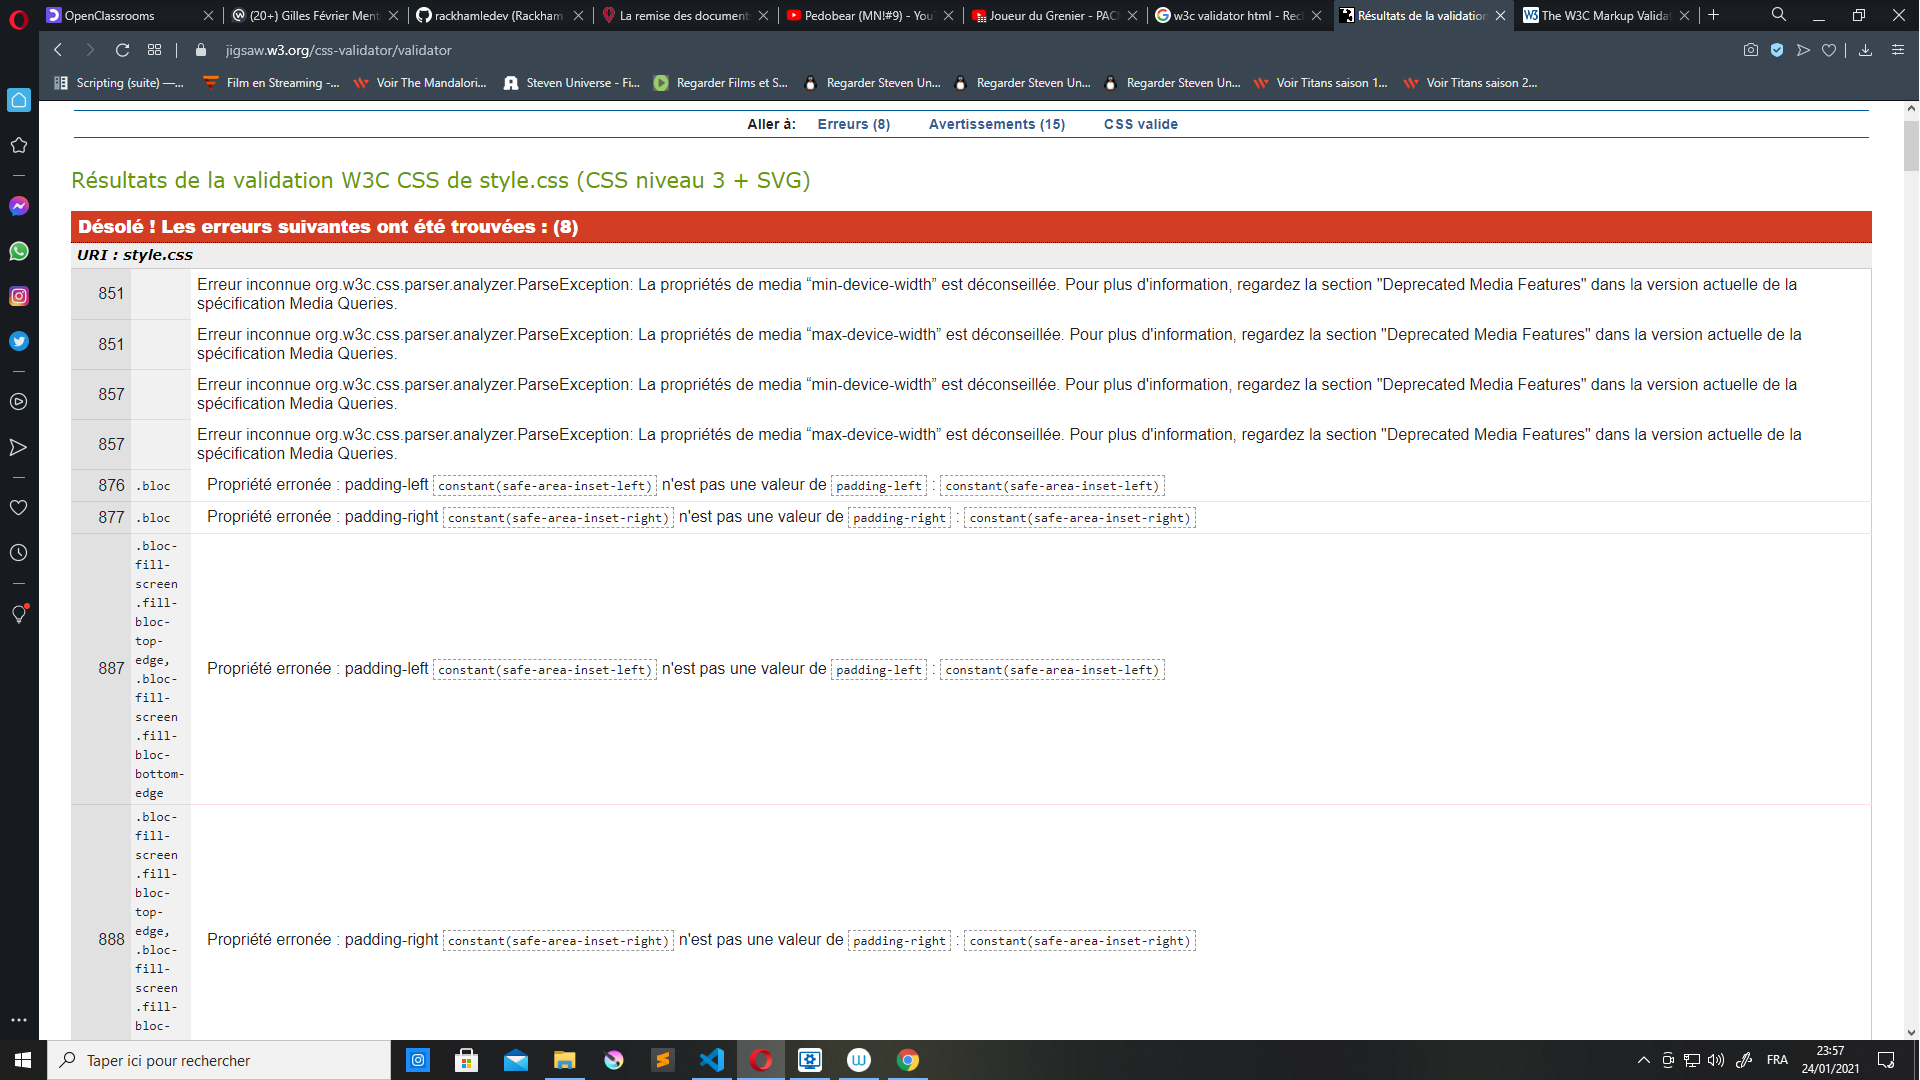 OpenClassrooms
(20+) Gilles Février Ment
rackhamledev (Rackham
La remise des document
Pedobear (MN!#9) - You
Joueur du Grenier - PAC
w3c validator html - Rec
Résultats de la validation
The W3C Markup Validat
jigsaw.w3.org/css-validator/validator
Scripting (suite) —...
Film en Streaming -...
Voir The Mandalori...
Steven Universe - Fi...
Regarder Films et S...
Regarder Steven Un...
Regarder Steven Un...
Regarder Steven Un...
Voir Titans saison 1...
Voir Titans saison 2...
Aller à: Erreurs (8) Avertissements (15) CSS valide
Résultats de la validation W3C CSS de style.css (CSS niveau 3 + SVG)
Désolé ! Les erreurs suivantes ont été trouvées : (8)
URI : style.css
851 Erreur inconnue org.w3c.css.parser.analyzer.ParseException: La propriétés de media “min-device-width” est déconseillée. Pour plus d'information, regardez la section "Deprecated Media Features" dans la version actuelle de la
spécification Media Queries.
851 Erreur inconnue org.w3c.css.parser.analyzer.ParseException: La propriétés de media “max-device-width” est déconseillée. Pour plus d'information, regardez la section "Deprecated Media Features" dans la version actuelle de la
spécification Media Queries.
857 Erreur inconnue org.w3c.css.parser.analyzer.ParseException: La propriétés de media “min-device-width” est déconseillée. Pour plus d'information, regardez la section "Deprecated Media Features" dans la version actuelle de la
spécification Media Queries.
857 Erreur inconnue org.w3c.css.parser.analyzer.ParseException: La propriétés de media “max-device-width” est déconseillée. Pour plus d'information, regardez la section "Deprecated Media Features" dans la version actuelle de la
spécification Media Queries.
876 .bloc Propriété erronée : padding-left constant(safe-area-inset-left) n'est pas une valeur de padding-left : constant(safe-area-inset-left)
877 .bloc Propriété erronée : padding-right constant(safe-area-inset-right) n'est pas une valeur de padding-right : constant(safe-area-inset-right)
.bloc-
fill-
screen
.fill-
bloc-
top-
edge,
887 .bloc- Propriété erronée : padding-left constant(safe-area-inset-left) n'est pas une valeur de padding-left : constant(safe-area-inset-left)
fill-
screen
.fill-
bloc-
bottom-
edge
.bloc-
fill-
screen
.fill-
bloc-
top-
edge,
888 .bloc- Propriété erronée : padding-right constant(safe-area-inset-right) n'est pas une valeur de padding-right : constant(safe-area-inset-right)
fill-
screen
.fill-
bloc-
Taper ici pour rechercher
FRA
23:57
24/01/2021